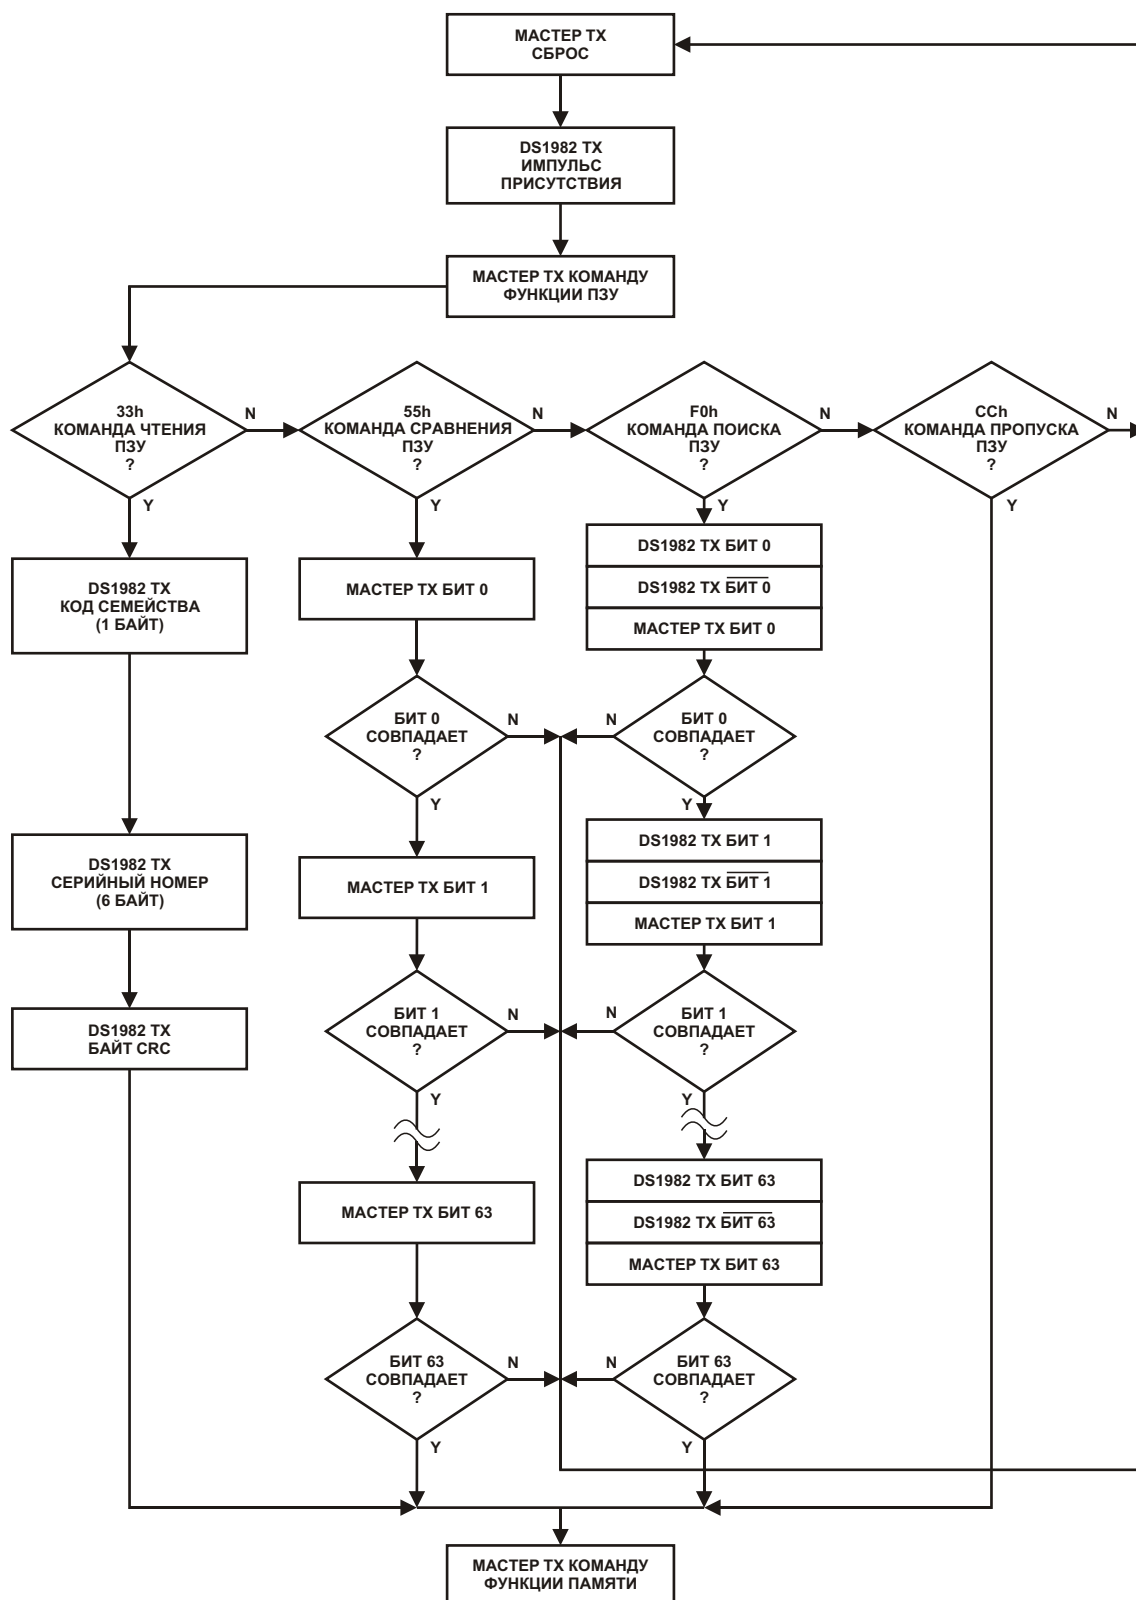 МАСТЕР TX
СБРОС
DS1982 TX
ИМПУЛЬС
ПРИСУТСТВИЯ
МАСТЕР TX КОМАНДУ
ФУНКЦИИ ПЗУ
33h
КОМАНДА ЧТЕНИЯ
ПЗУ
?
N
Y
55h
КОМАНДА СРАВНЕНИЯ
ПЗУ
?
N
Y
F0h
КОМАНДА ПОИСКА
ПЗУ
?
N
Y
CCh
КОМАНДА ПРОПУСКА
ПЗУ
?
N
Y
DS1982 TX
КОД СЕМЕЙСТВА
(1 БАЙТ)
DS1982 TX
СЕРИЙНЫЙ НОМЕР
(6 БАЙТ)
DS1982 TX
БАЙТ CRC
МАСТЕР TX БИТ 0
БИТ 0
СОВПАДАЕТ
?
N
Y
МАСТЕР TX БИТ 1
БИТ 1
СОВПАДАЕТ
?
N
Y
МАСТЕР TX БИТ 63
БИТ 63
СОВПАДАЕТ
?
N
Y
DS1982 TX БИТ 0
DS1982 TX БИТ 0
МАСТЕР TX БИТ 0
N
БИТ 0
СОВПАДАЕТ
?
Y
DS1982 TX БИТ 1
DS1982 TX БИТ 1
МАСТЕР TX БИТ 1
N
БИТ 1
СОВПАДАЕТ
?
Y
DS1982 TX БИТ 63
DS1982 TX БИТ 63
МАСТЕР TX БИТ 63
N
БИТ 63
СОВПАДАЕТ
?
Y
МАСТЕР TX КОМАНДУ
ФУНКЦИИ ПАМЯТИ